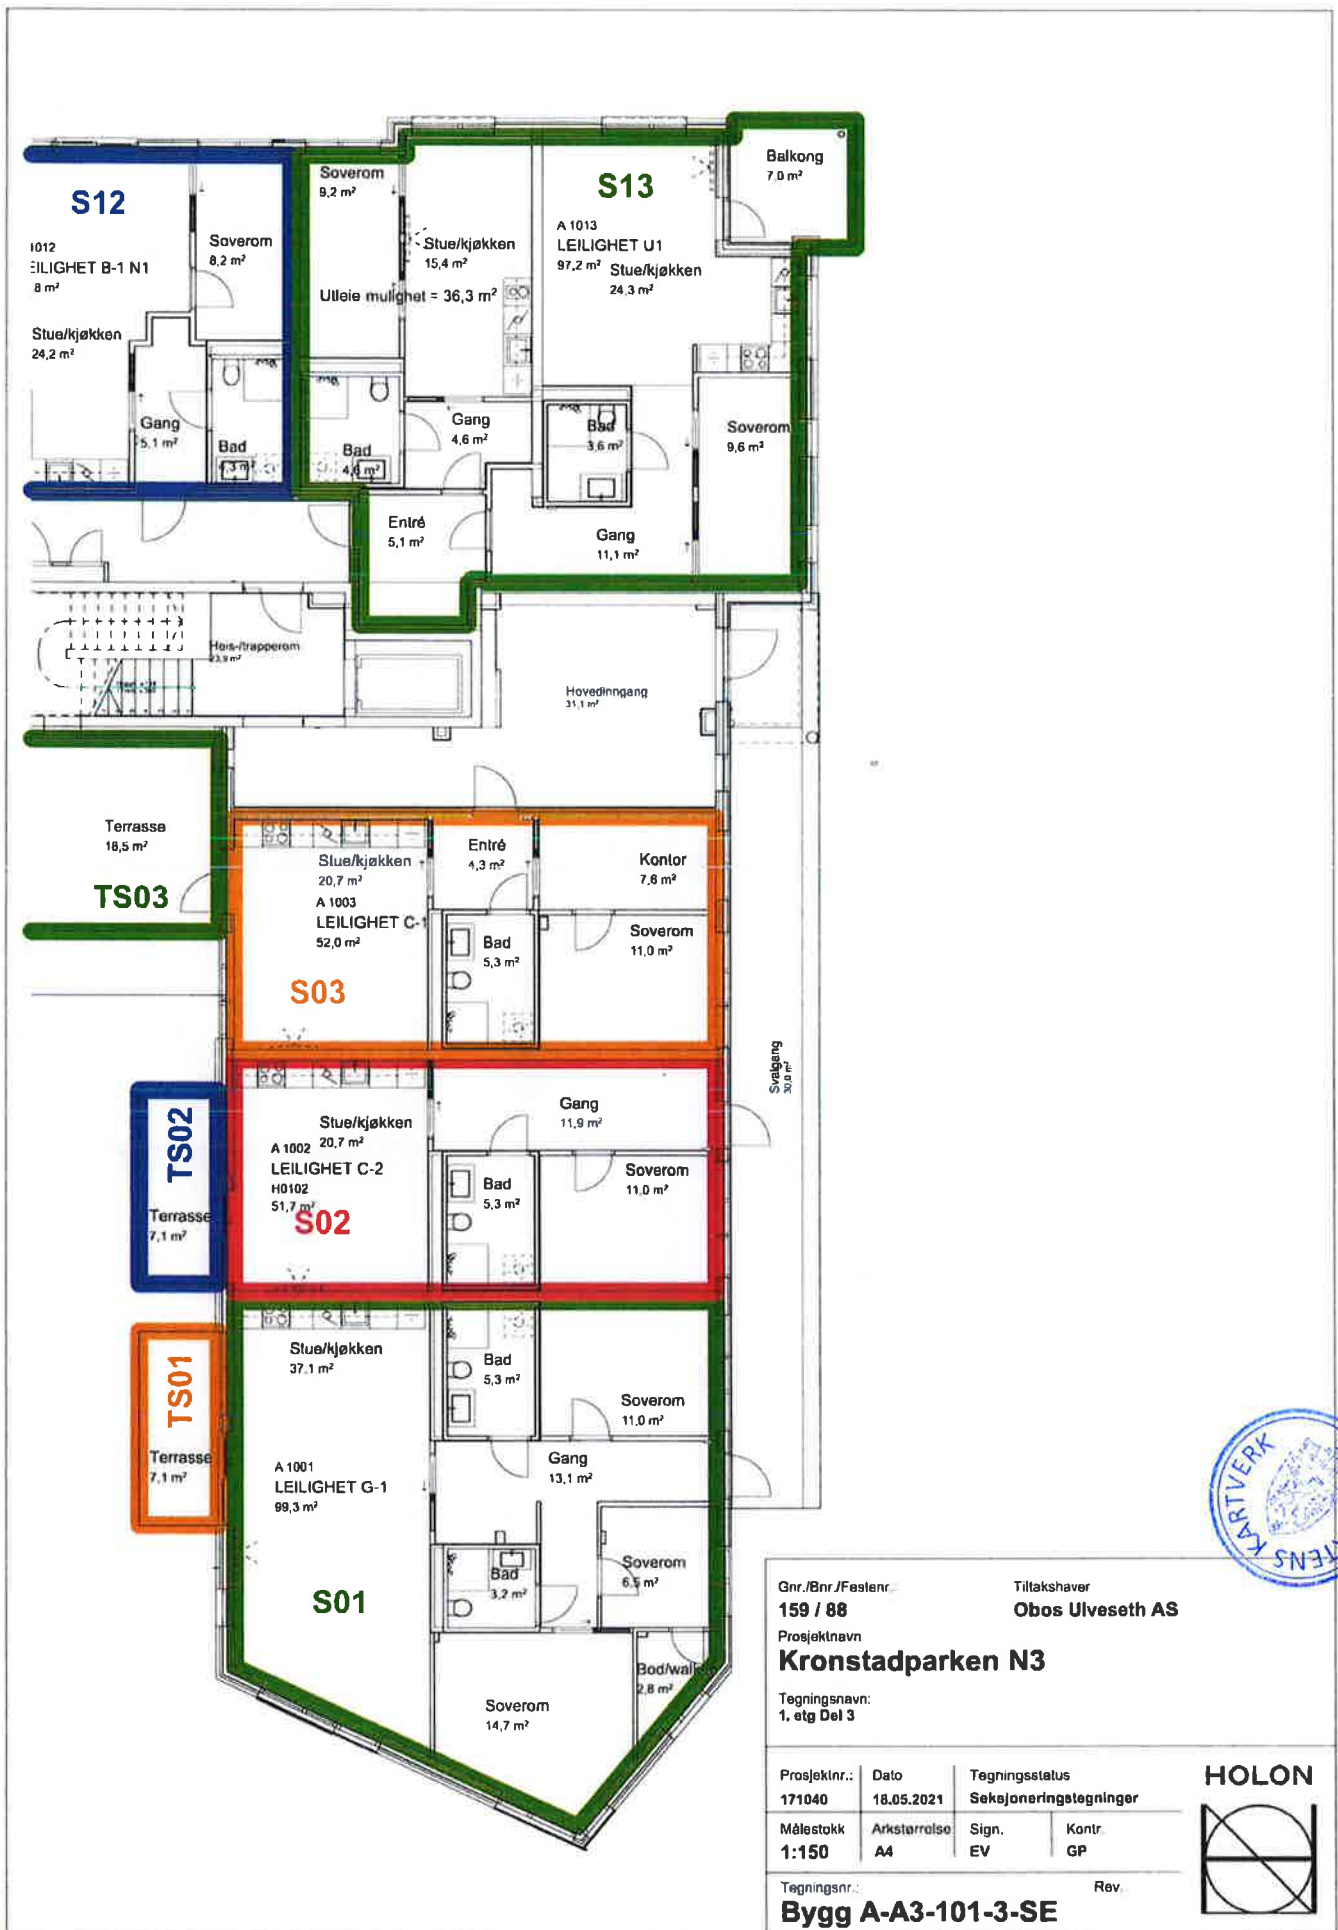 S12
1012
EILIGHET B-1 N1
8 m²
Stue/kjøkken
24,2 m²
Soverom
8,2 m²
Gang
5,1 m²
Bad
4,3 m²
Soverom
9,2 m²
Stue/kjøkken
15,4 m²
Utleie mulighet = 36,3 m²
S13
A 1013
LEILIGHET U1
97,2 m²
Stue/kjøkken
24,3 m²
Balkong
7,0 m²
Bad
4,6 m²
Gang
4,6 m²
Bad
3,6 m²
Soverom
9,6 m²
Entré
5,1 m²
Gang
11,1 m²
Heis-/trapperom
23,9 m²
Hovedinngang
31,1 m²
Terrasse
18,5 m²
TS03
Stue/kjøkken
20,7 m²
A 1003
LEILIGHET C-1
52,0 m²
S03
Entré
4,3 m²
Kontor
7,6 m²
Bad
5,3 m²
Soverom
11,0 m²
Svalgang
30,0 m²
TS02
Terrasse
7,1 m²
Stue/kjøkken
20,7 m²
A 1002
LEILIGHET C-2
H0102
51,7 m²
S02
Gang
11,9 m²
Bad
5,3 m²
Soverom
11,0 m²
TS01
Terrasse
7,1 m²
Stue/kjøkken
37,1 m²
Bad
5,3 m²
Soverom
11,0 m²
A 1001
LEILIGHET G-1
99,3 m²
Gang
13,1 m²
S01
Bad
3,2 m²
Soverom
6,5 m²
Soverom
14,7 m²
Bod/wal
2,8 m²
TENS KARTVERK
Gnr./Bnr./Festenr.
159 / 88
Tiltakshaver
Obos Ulveseth AS
Prosjektnavn
Kronstadparken N3
Tegningsnavn:
1. etg Del 3
Prosjektnr.:
171040
Dato
18.05.2021
Tegningsstatus
Seksjoneringstegninger
Målestokk
1:150
Arkstørrelse
A4
Sign.
EV
Kontr.
GP
HOLON
Tegningsnr.:
Bygg A-A3-101-3-SE
Rev.